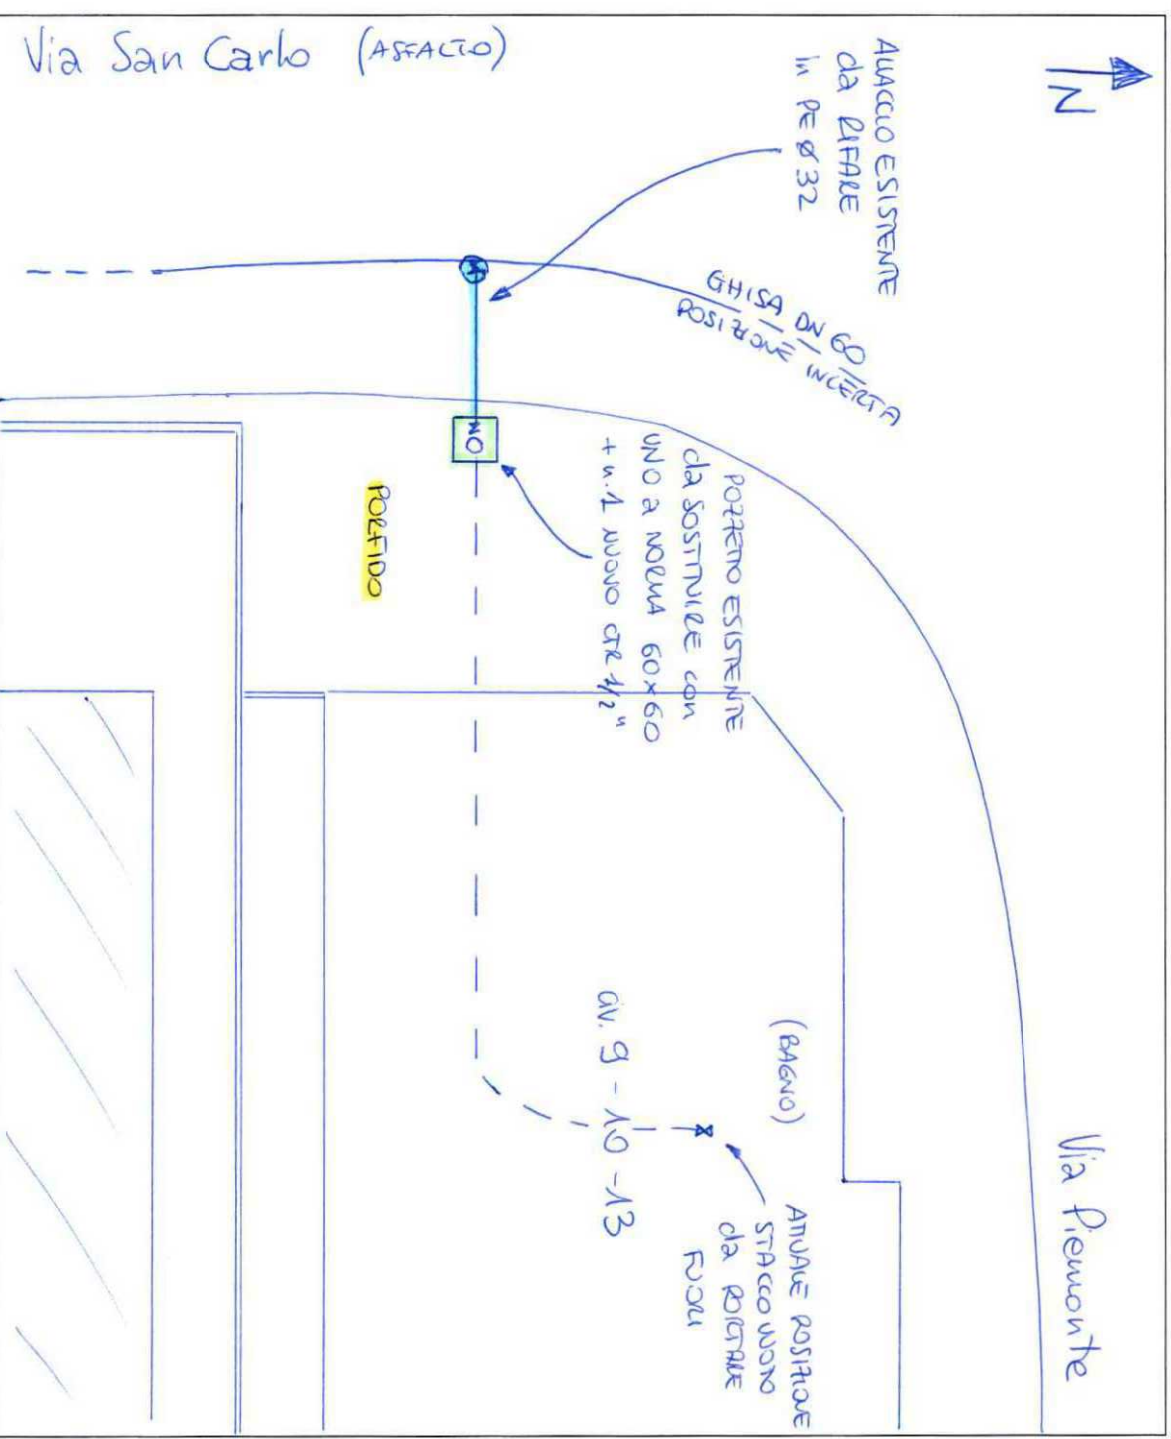 Via San Carlo (ASFALTO)
N
ALLACCIO ESISTENTE
da RIFARE
in PE Ø 32
GHISA DN 60
POSIZIONE INCERTA
POZZETTO ESISTENTE
da SOSTITUIRE con
UNO a NORMA 60x60
+ n.1 NUOVO CTR 1/2"
PORFIDO
(BAGNO)
civ. 9 - 10 - 13
ATTUALE POSIZIONE
STACCO VUOTO
da PORTARE
FUORI
Via Piemonte